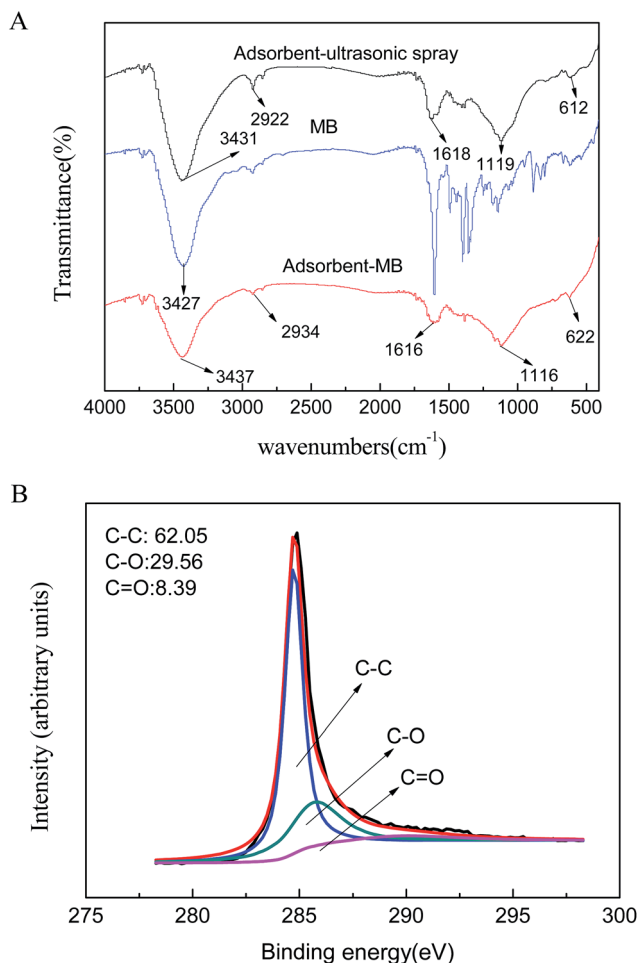 A
Adsorbent-ultrasonic spray
2922
612
3431
MB
1618
1119
Transmittance(%)
Adsorbent-MB
3427
2934
1616
622
3437
1116
4000 3500 3000 2500 2000 1500 1000 500
wavenumbers(cm⁻¹)
B
C-C: 62.05
C-O:29.56
C=O:8.39
C-C
C-O
C=O
Intensity (arbitrary units)
275 280 285 290 295 300
Binding energy(eV)